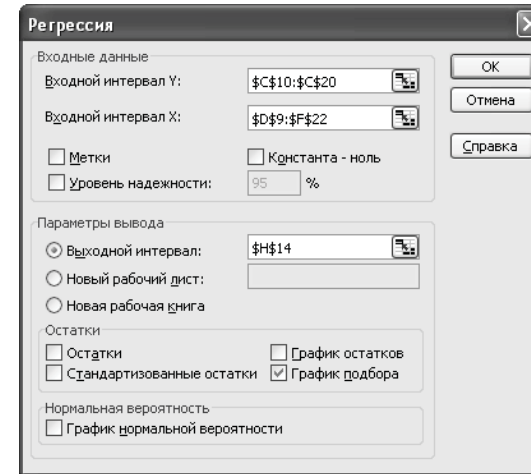 Регрессия
Входные данные
Входной интервал Y: $C$10:$C$20
Входной интервал X: $D$9:$F$22
Метки Константа - ноль
Уровень надежности: 95 %
ОК
Отмена
Справка
Параметры вывода
Выходной интервал: $H$14
Новый рабочий лист:
Новая рабочая книга
Остатки
Остатки График остатков
Стандартизованные остатки График подбора
Нормальная вероятность
График нормальной вероятности